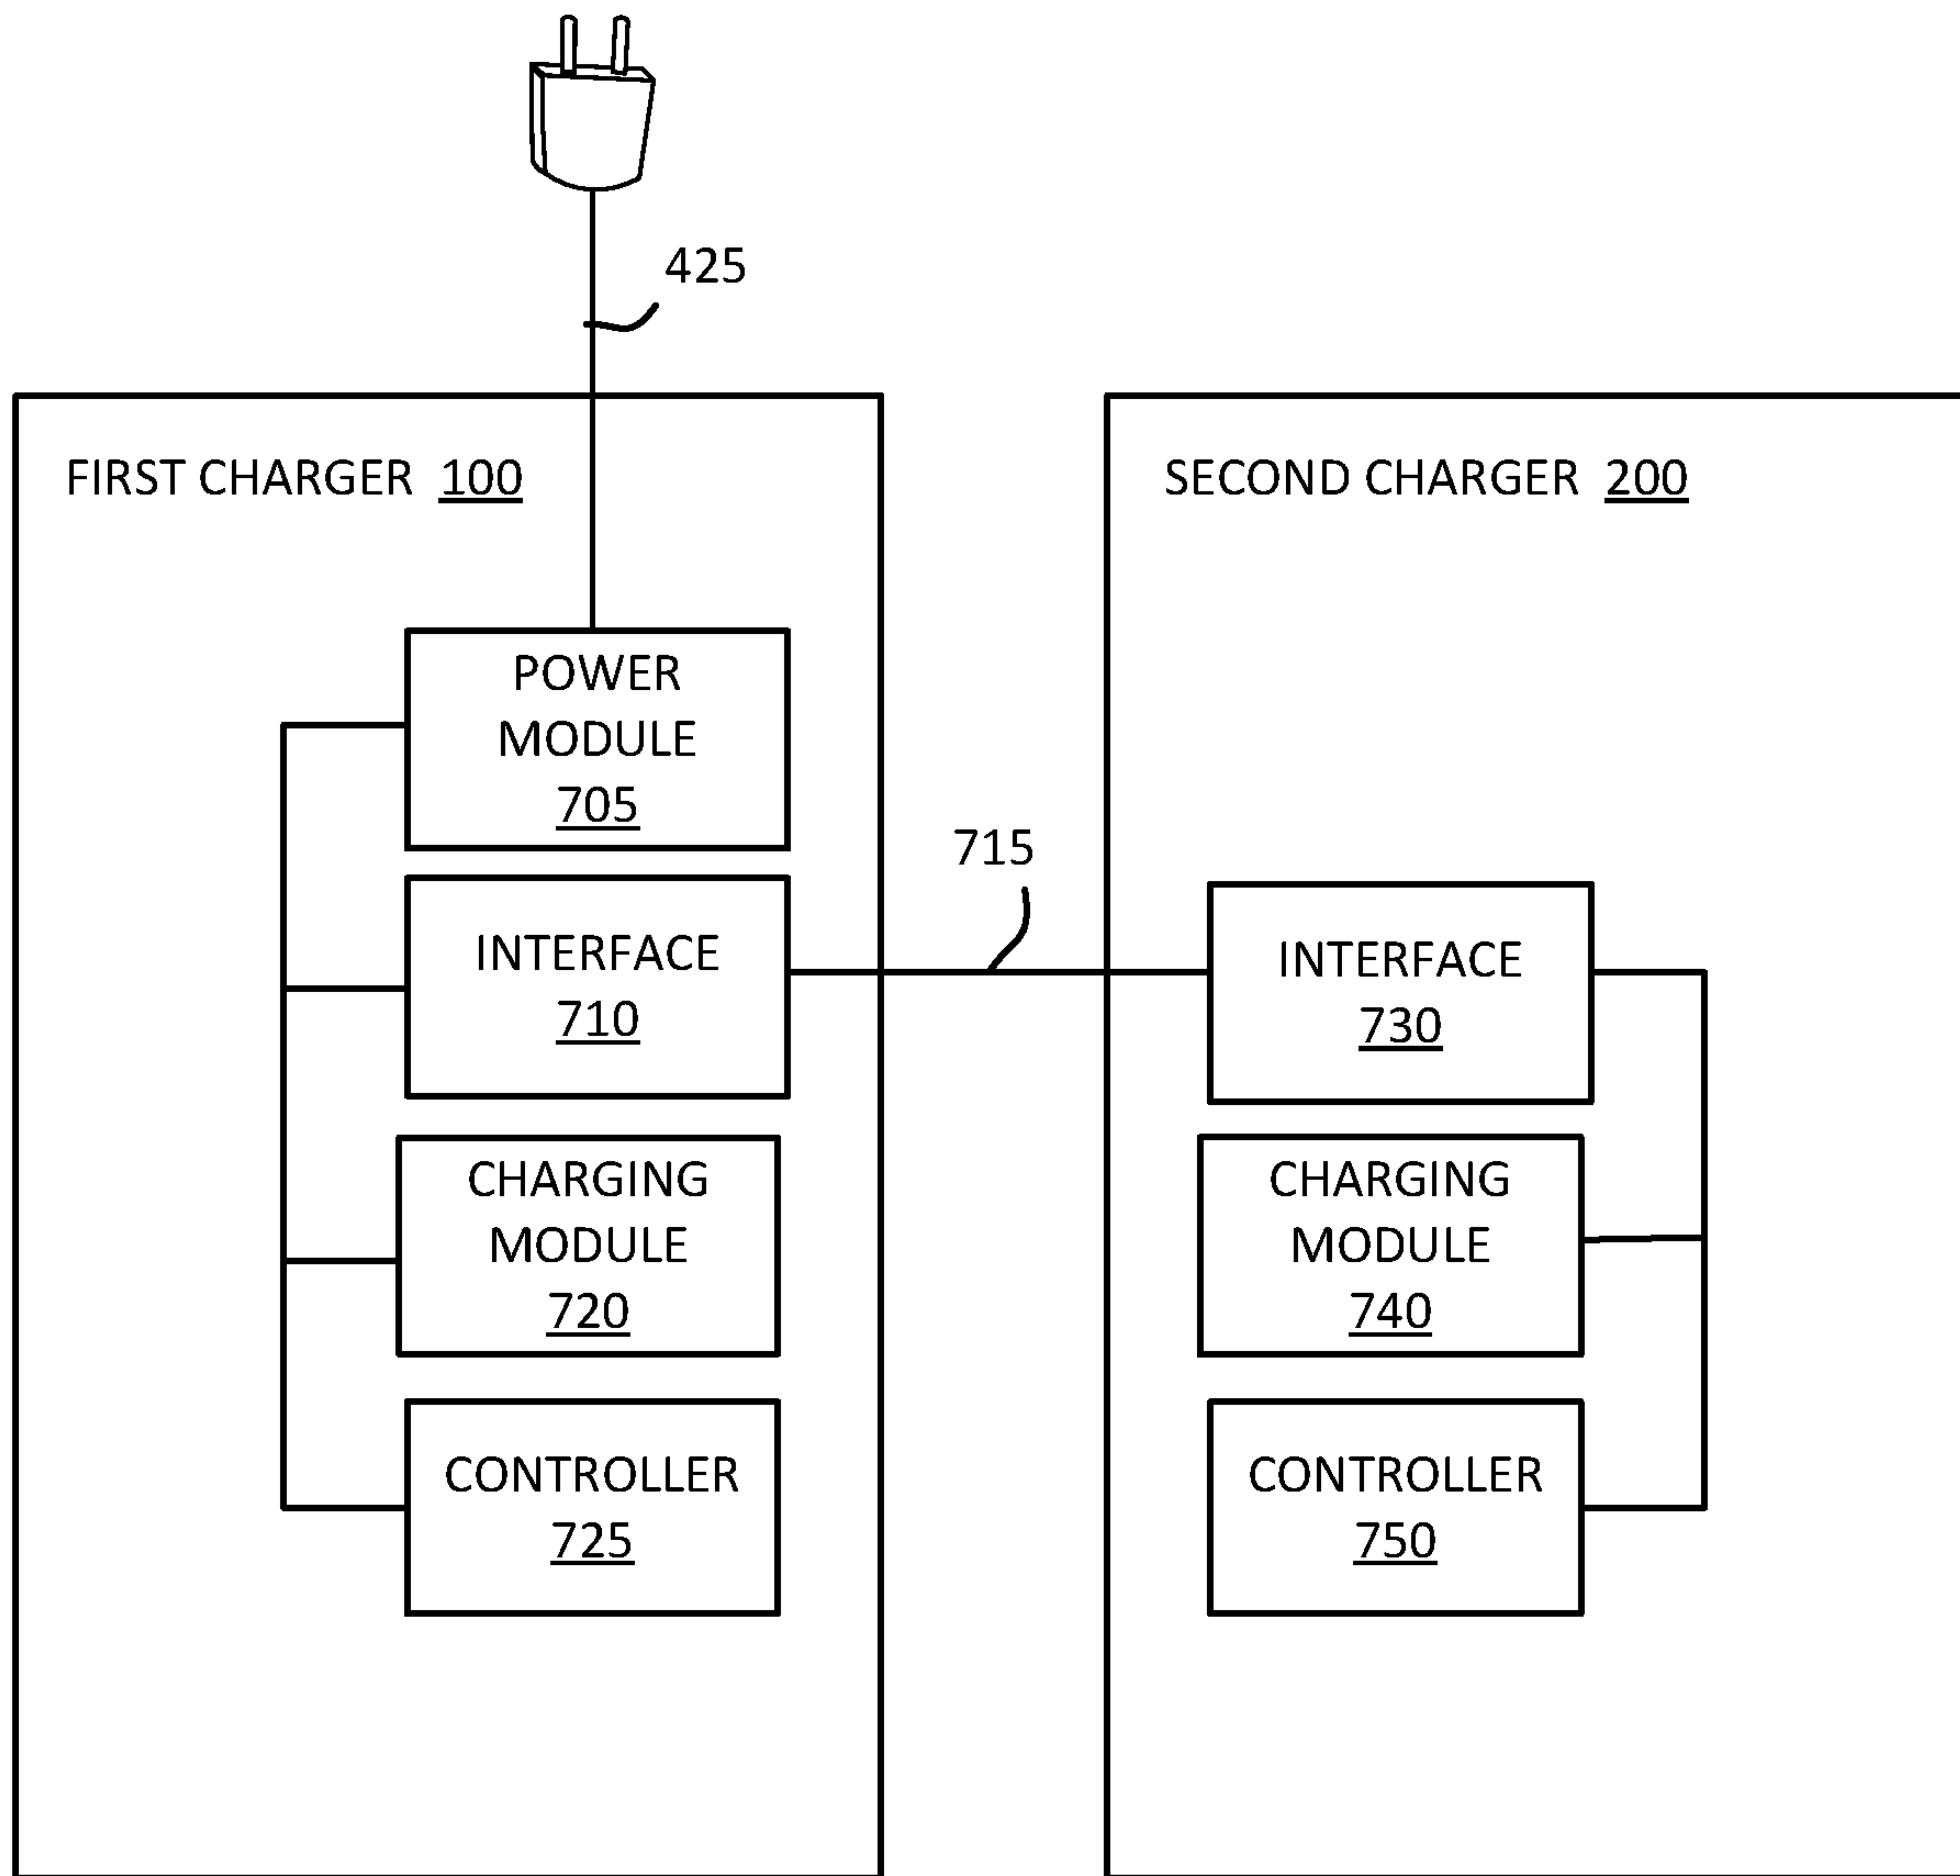 425
FIRST CHARGER 100
POWER
MODULE
705
INTERFACE
710
CHARGING
MODULE
720
CONTROLLER
725
715
SECOND CHARGER 200
INTERFACE
730
CHARGING
MODULE
740
CONTROLLER
750